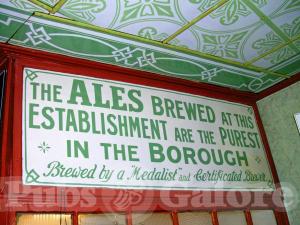 THE ALES BREWED AT THIS
ESTABLISHMENT ARE THE PUREST
IN THE BOROUGH
Brewed by a "Medalist" and Certificated Brewer
Pubs Galore